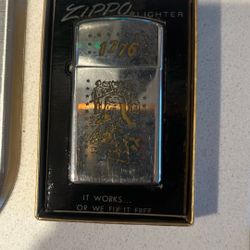 ZIPPO LIGHTER
1776
IT WORKS...
OR WE FIX IT FREE